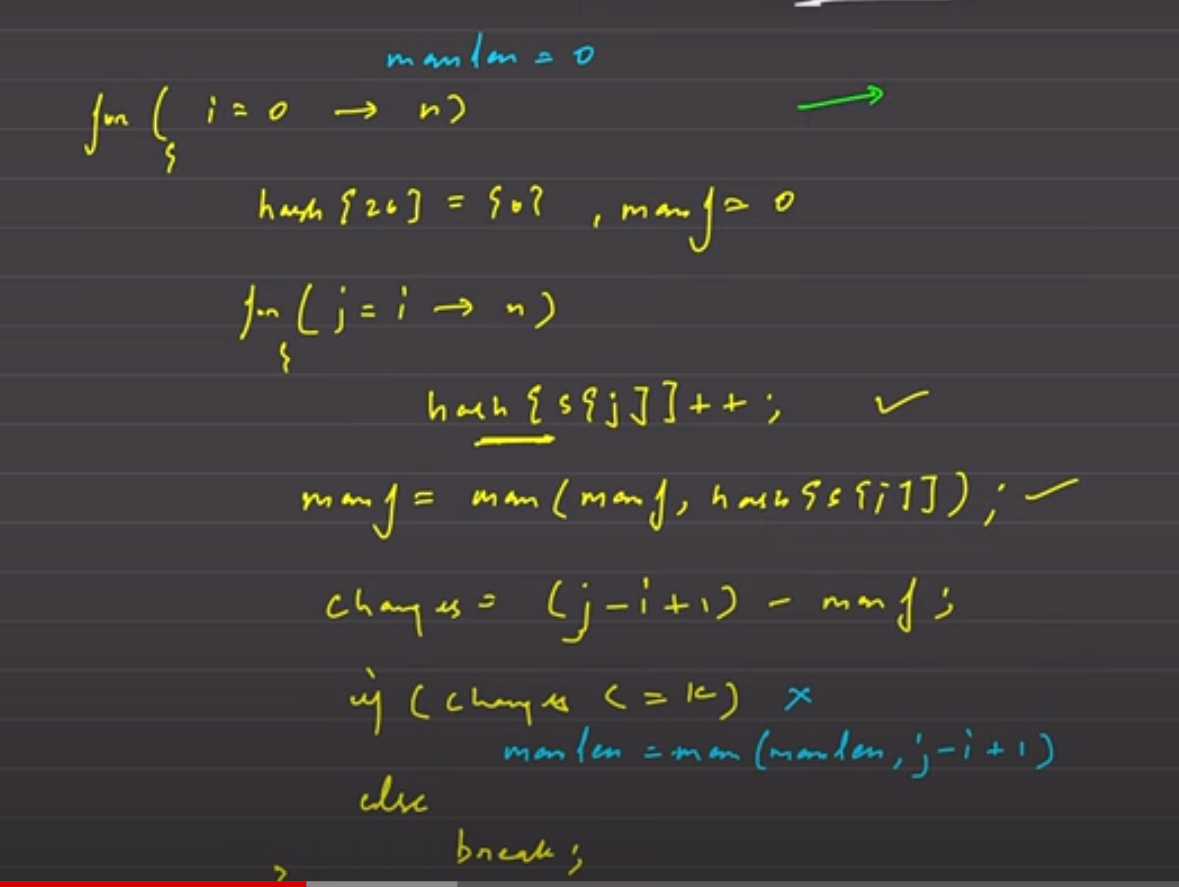 maxlen = 0
for ( i = 0 → n)
{
hash [26] = {0} , maxf = 0
for ( j = i → n)
{
hash [s[j]]++ ;
maxf = max (maxf, hash [s[j]]) ;
changes = (j-i+1) - maxf ;
if (changes <= k)
maxlen = max (maxlen, j-i+1)
else
break ;
}